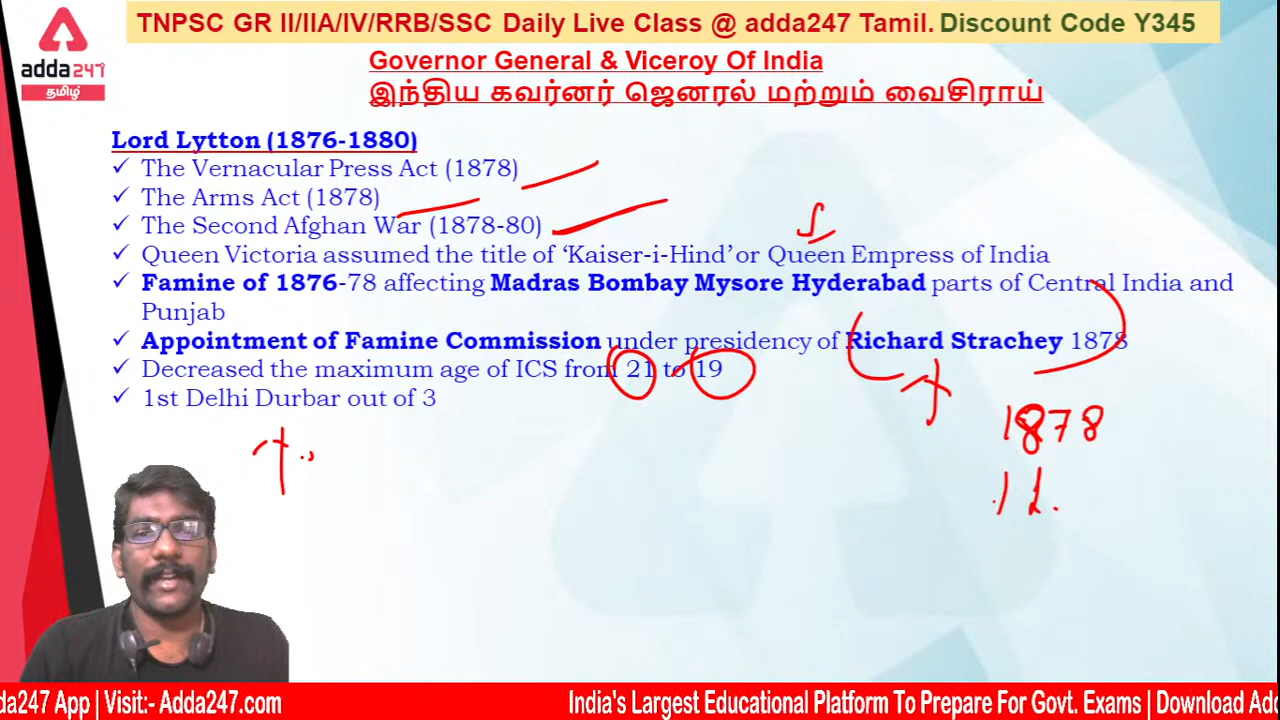 TNPSC GR II/IIA/IV/RRB/SSC Daily Live Class @ adda247 Tamil. Discount Code Y345
adda247
தமிழ்
Governor General & Viceroy Of India
இந்திய கவர்னர் ஜெனரல் மற்றும் வைசிராய்
Lord Lytton (1876-1880)
✓ The Vernacular Press Act (1878)
✓ The Arms Act (1878)
✓ The Second Afghan War (1878-80)
✓ Queen Victoria assumed the title of ‘Kaiser-i-Hind’or Queen Empress of India
✓ Famine of 1876-78 affecting Madras Bombay Mysore Hyderabad parts of Central India and
Punjab
✓ Appointment of Famine Commission under presidency of Richard Strachey 1878
✓ Decreased the maximum age of ICS from 21 to 19
✓ 1st Delhi Durbar out of 3
1878
da247 App | Visit:- Adda247.com
India's Largest Educational Platform To Prepare For Govt. Exams | Download Ad